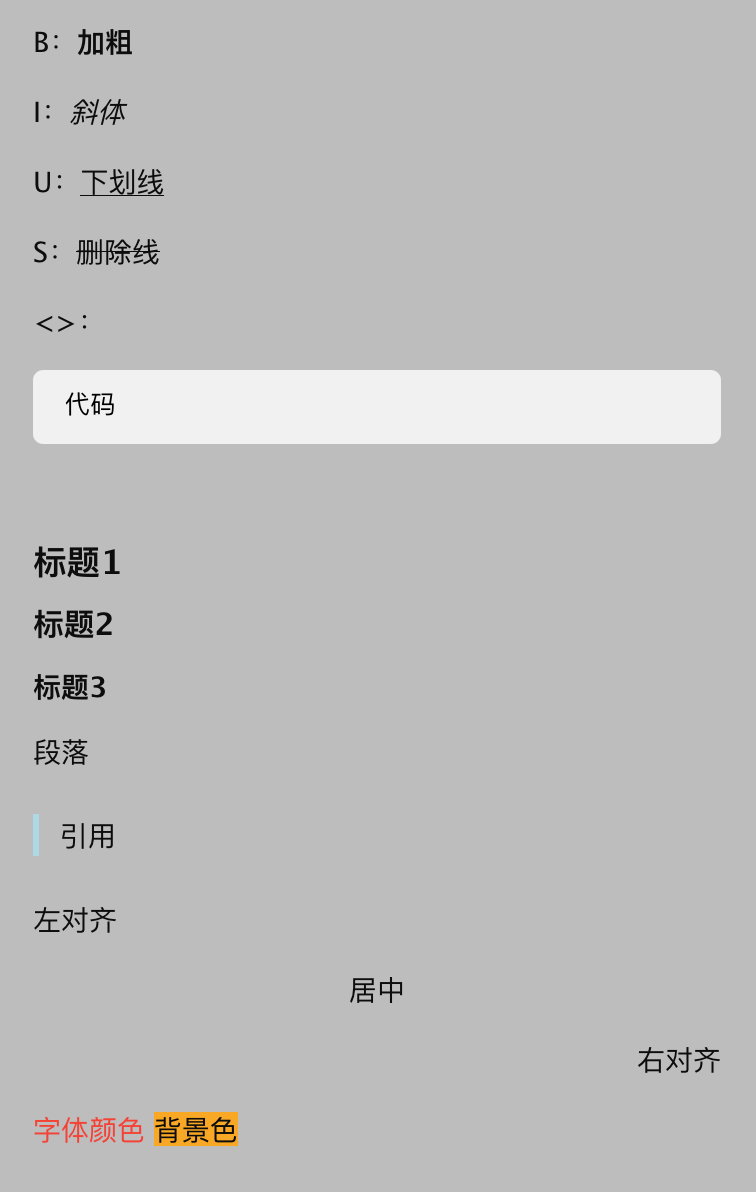 B： 加粗
I： 斜体
U： 下划线
S： 删除线
<>：
代码
标题1
标题2
标题3
段落
引用
左对齐
居中
右对齐
字体颜色 背景色